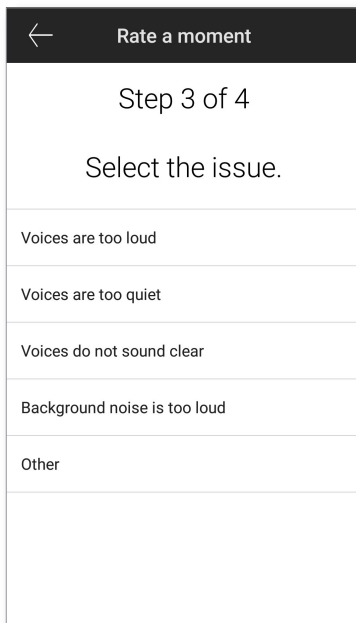 Rate a moment
Step 3 of 4
Select the issue.
Voices are too loud
Voices are too quiet
Voices do not sound clear
Background noise is too loud
Other